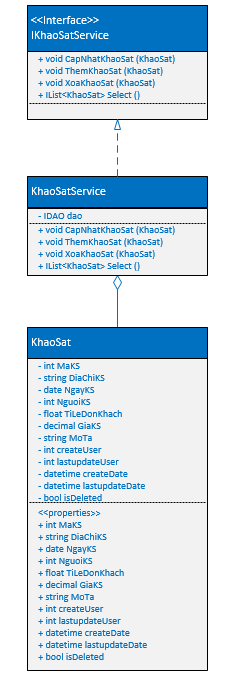 <<Interface>>
IKhaoSatService
+ void CapNhatKhaoSat (KhaoSat)
+ void ThemKhaoSat (KhaoSat)
+ void XoaKhaoSat (KhaoSat)
+ IList<KhaoSat> Select ()
KhaoSatService
- IDAO dao
+ void CapNhatKhaoSat (KhaoSat)
+ void ThemKhaoSat (KhaoSat)
+ void XoaKhaoSat (KhaoSat)
+ IList<KhaoSat> Select ()
KhaoSat
- int MaKS
- string DiaChiKS
- date NgayKS
- int NguoiKS
- float TiLeDonKhach
- decimal GiaKS
- string MoTa
- int createUser
- int lastupdateUser
- datetime createDate
- datetime lastupdateDate
- bool isDeleted
<<properties>>
+ int MaKS
+ string DiaChiKS
+ date NgayKS
+ int NguoiKS
+ float TiLeDonKhach
+ decimal GiaKS
+ string MoTa
+ int createUser
+ int lastupdateUser
+ datetime createDate
+ datetime lastupdateDate
+ bool isDeleted